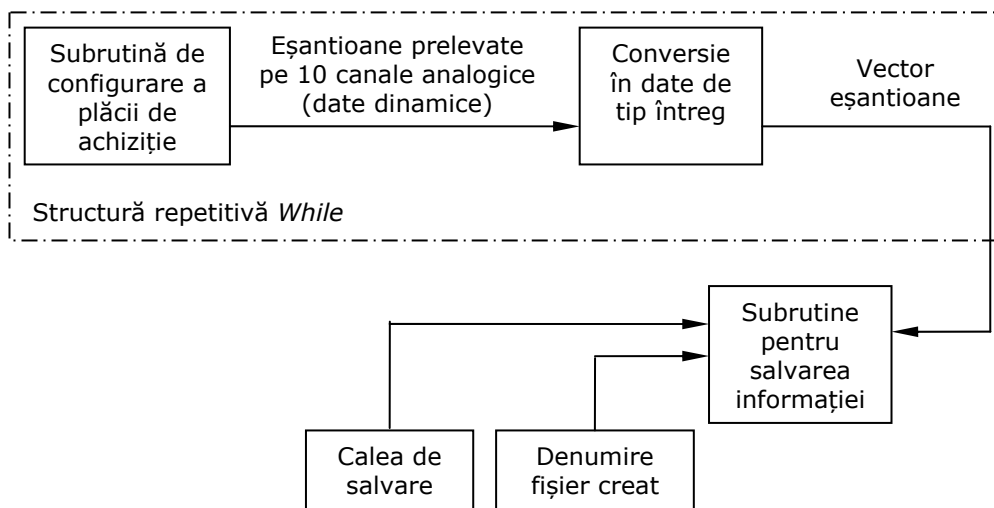 Subrutină de
configurare a
plăcii de
achiziție
Eșantioane prelevate
pe 10 canale analogice
(date dinamice)
Conversie
în date de
tip întreg
Vector
eșantioane
Structură repetitivă While
Subrutine
pentru
salvarea
informației
Calea de
salvare
Denumire
fișier creat